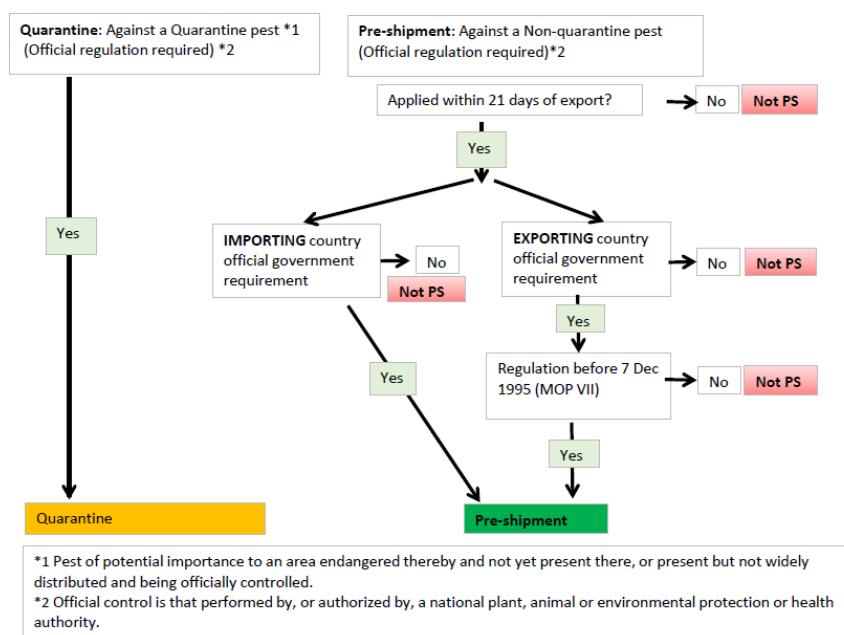 Quarantine: Against a Quarantine pest *1
(Official regulation required) *2
Pre-shipment: Against a Non-quarantine pest
(Official regulation required)*2
Applied within 21 days of export?
No
Not PS
Yes
Yes
IMPORTING country
official government
requirement
No
Not PS
EXPORTING country
official government
requirement
No
Not PS
Yes
Yes
Regulation before 7 Dec
1995 (MOP VII)
No
Not PS
Yes
Quarantine
Pre-shipment
*1 Pest of potential importance to an area endangered thereby and not yet present there, or present but not widely
distributed and being officially controlled.
*2 Official control is that performed by, or authorized by, a national plant, animal or environmental protection or health
authority.